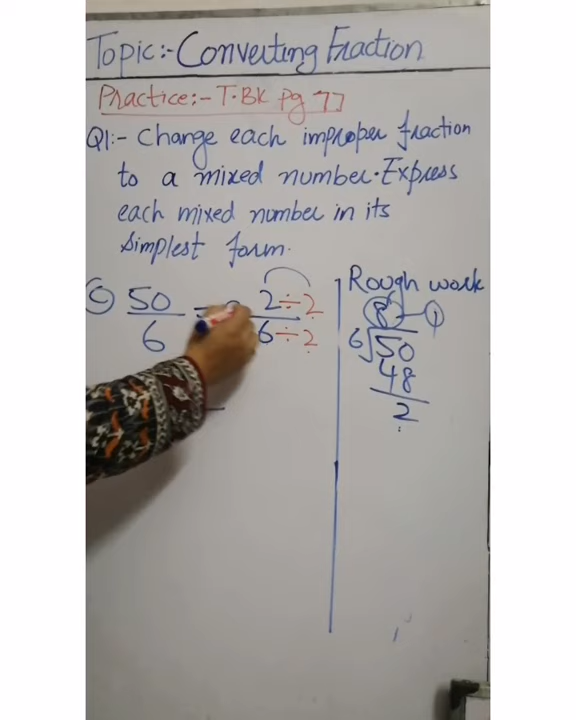 Topic:- Converting Fraction
Practice:- T.BK pg 77
Q1:- Change each improper fraction
to a mixed number. Express
each mixed number in its
simplest form.
Rough work
c) 50/6 = 2÷2/6÷2
8 1
6 50
48
2